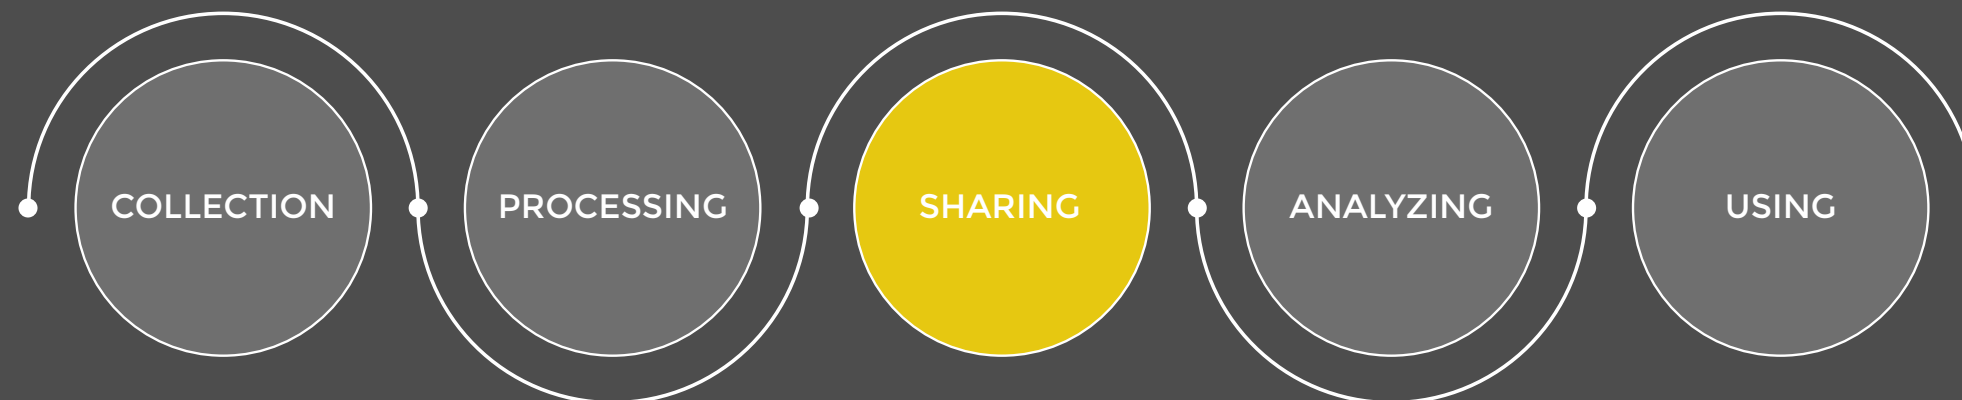 COLLECTION
PROCESSING
SHARING
ANALYZING
USING